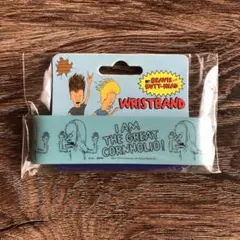 BEAVIS
AND
BUTT-HEAD
WRISTBAND
I AM
THE GREAT
CORNHOLIO!